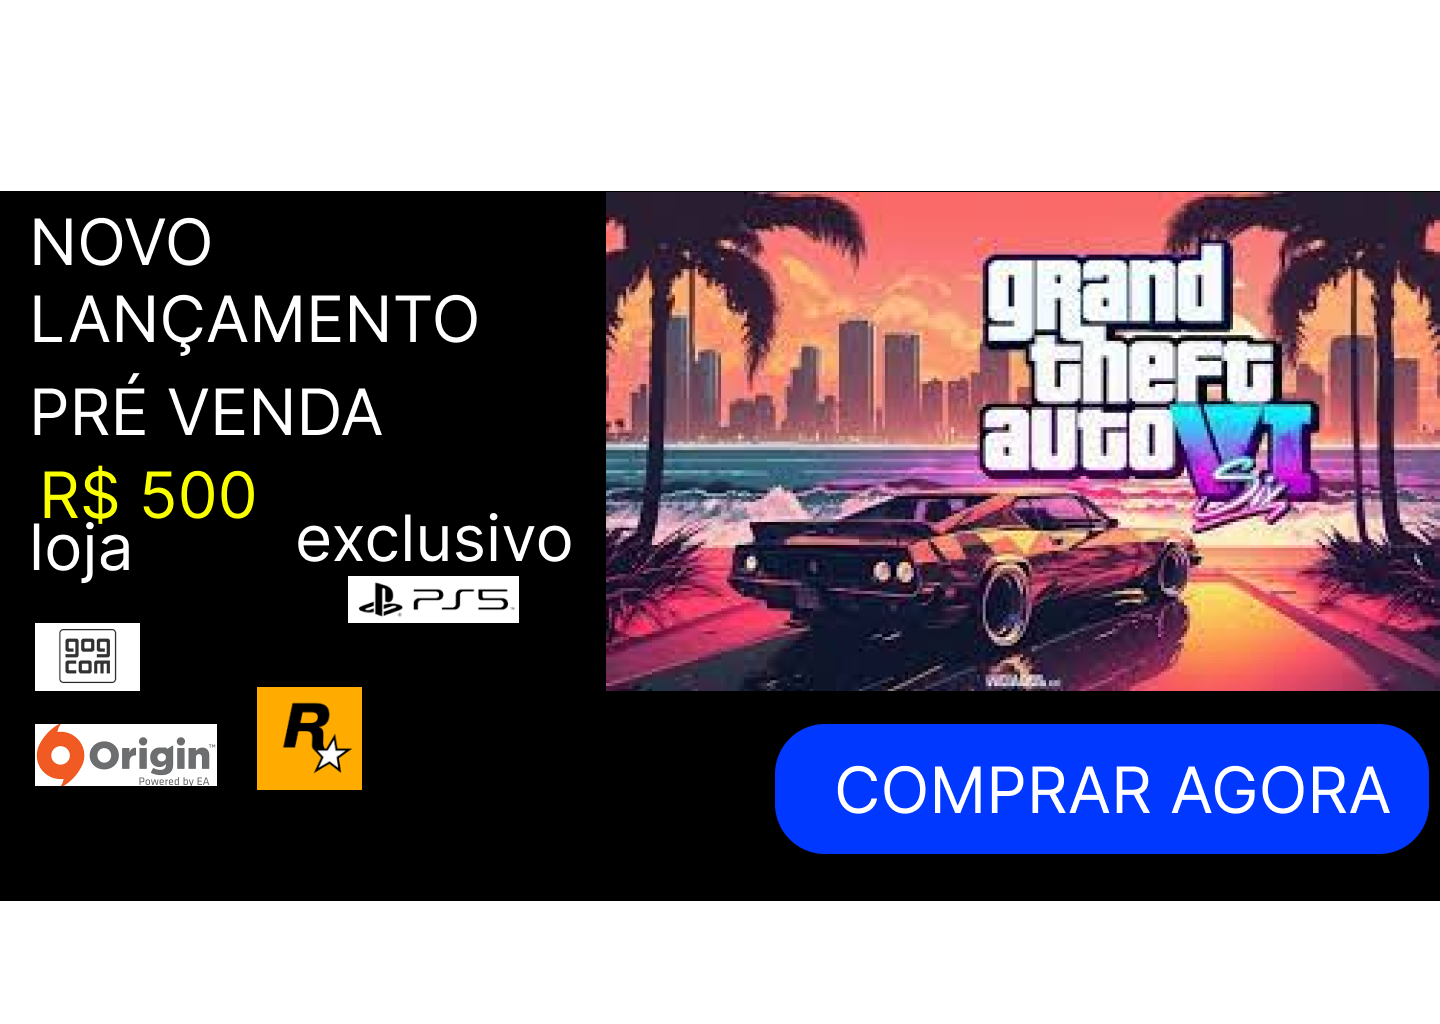 NOVO
LANÇAMENTO
PRÉ VENDA
R$ 500
loja
exclusivo
PS5
gog
com
Origin™
Powered by EA
R
grand
theft
auto VI
Six
COMPRAR AGORA